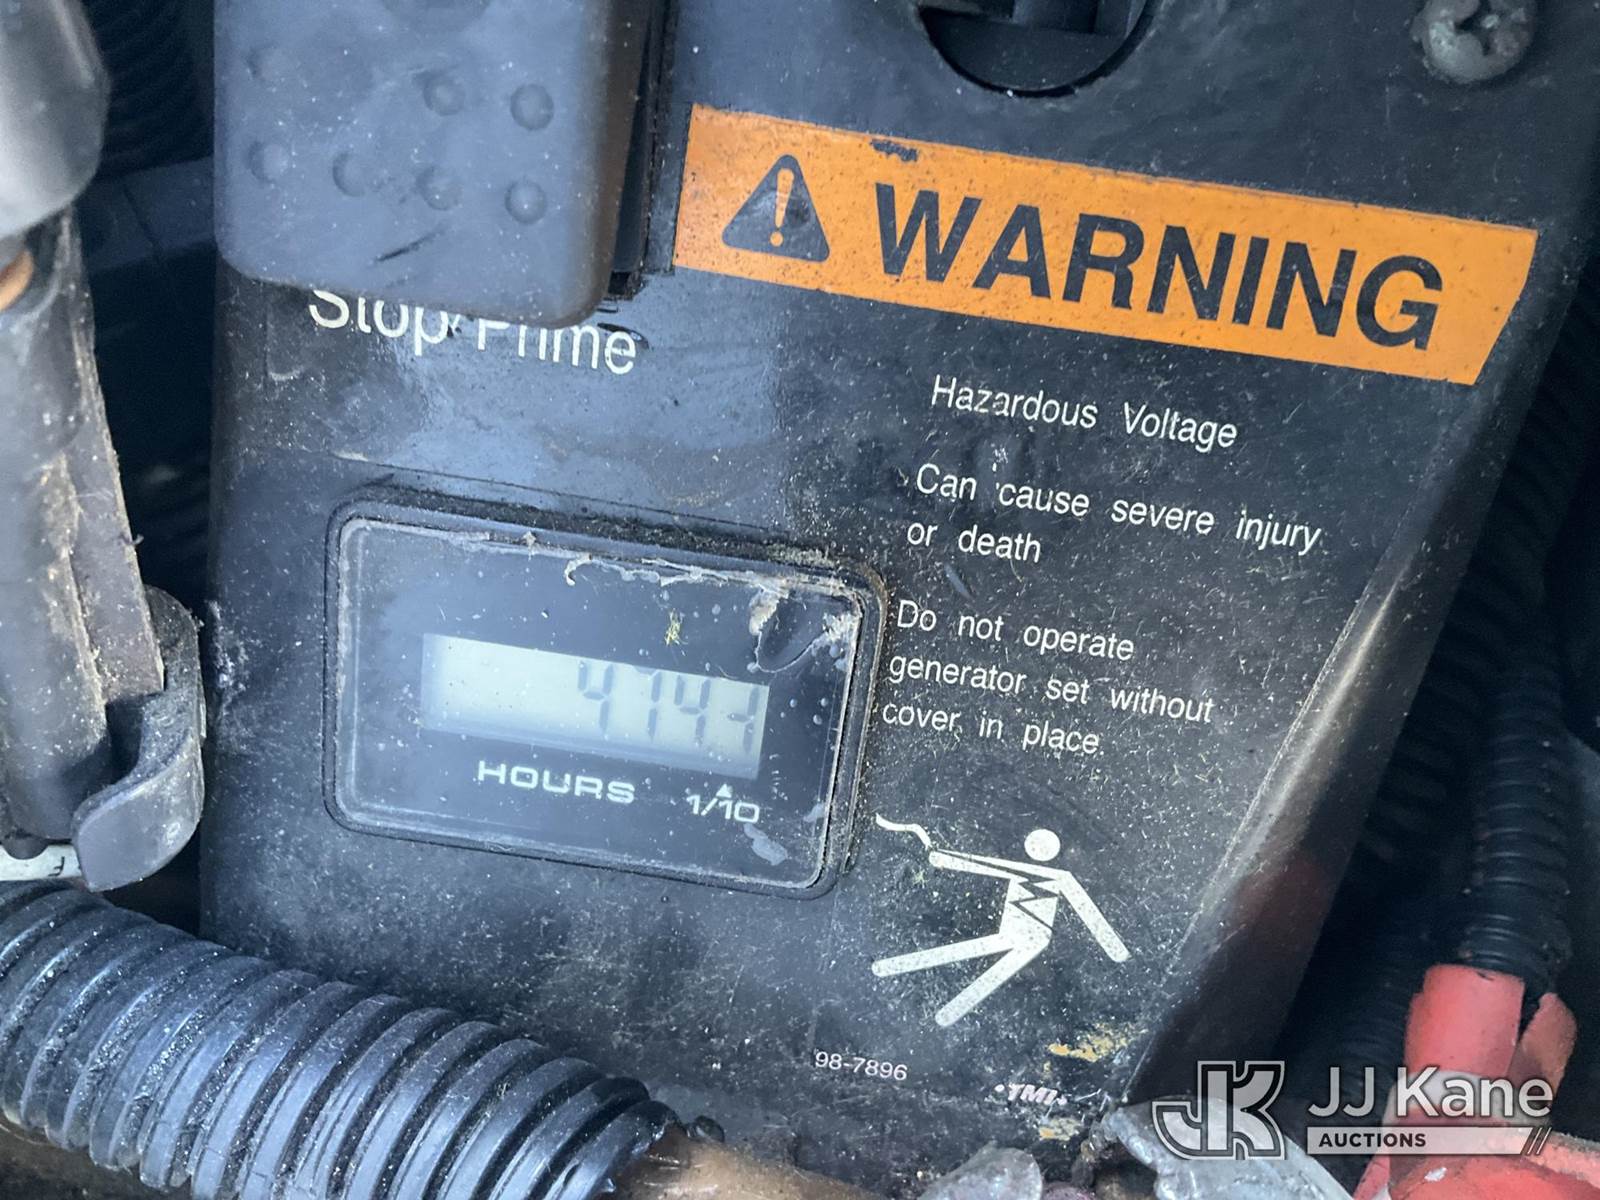 Stop/Prime
WARNING
Hazardous Voltage
Can cause severe injury
or death
Do not operate
generator set without
cover in place
HOURS 1/10
98-7896
TMI
JK JJ Kane
AUCTIONS